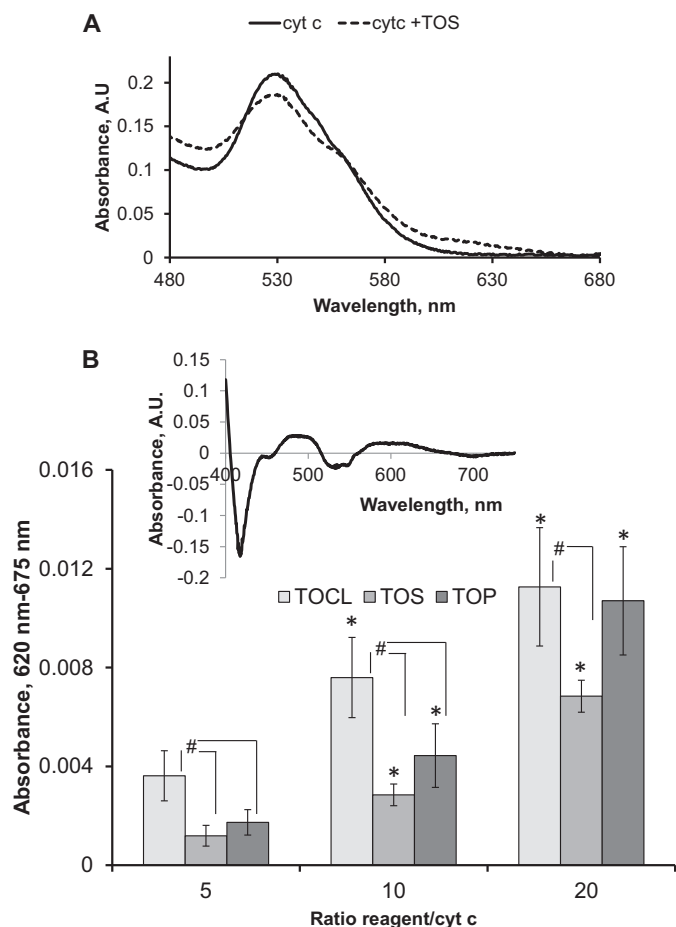 A
cyt c cytc +TOS
Absorbance, A.U
0.2
0.15
0.1
0.05
0
480 530 580 630 680
Wavelength, nm
B
Absorbance, A.U.
0.15
0.1
0.05
0
-0.05
-0.1
-0.15
-0.2
400 500 600 700
Wavelength, nm
TOCL TOS TOP
Absorbance, 620 nm-675 nm
0.016
0.012
0.008
0.004
0
#
* # * *
* # * *
5 10 20
Ratio reagent/cyt c